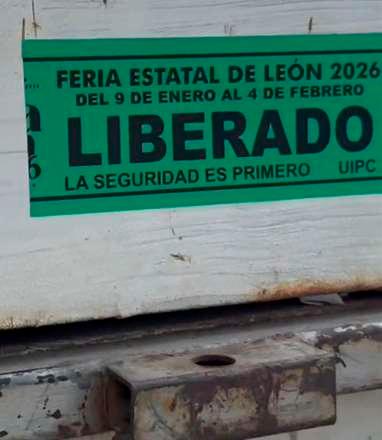 FERIA ESTATAL DE LEÓN 2026
DEL 9 DE ENERO AL 4 DE FEBRERO
LIBERADO
LA SEGURIDAD ES PRIMERO UIPC